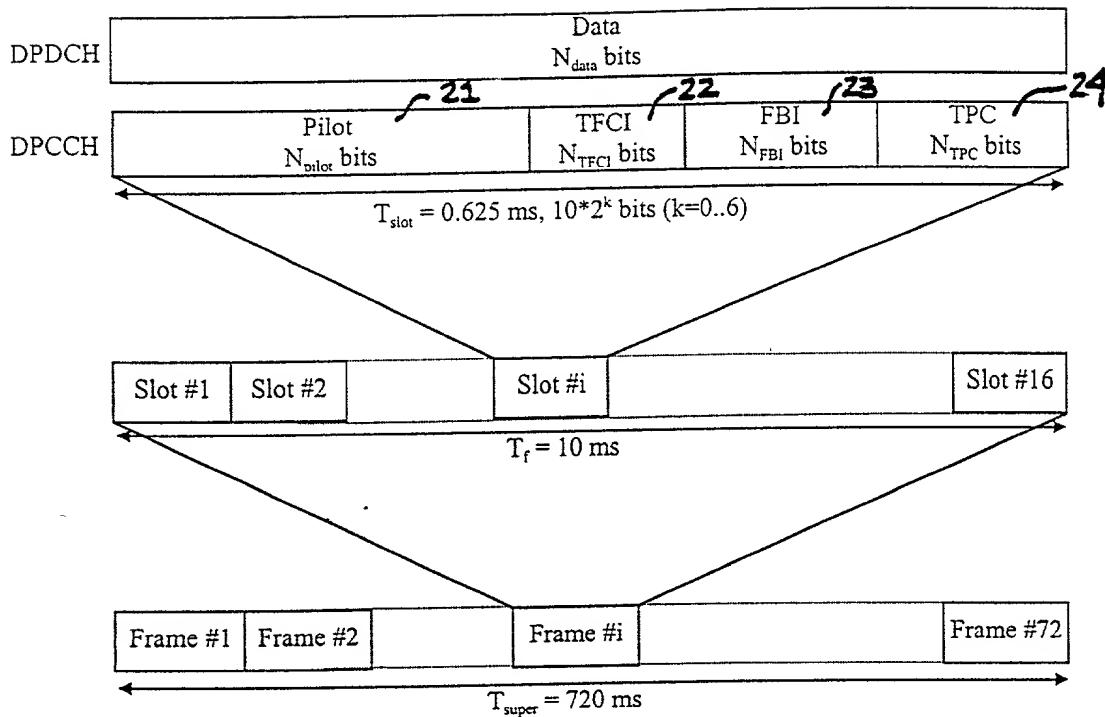 Data
DPDCH
N_data bits
21
22
23
24
Pilot
TFCI
FBI
TPC
DPCCH
N_pilot bits
N_TFCI bits
N_FBI bits
N_TPC bits
T_slot = 0.625 ms, 10*2^k bits (k=0..6)
Slot #1
Slot #2
Slot #i
Slot #16
T_f = 10 ms
Frame #1
Frame #2
Frame #i
Frame #72
T_super = 720 ms